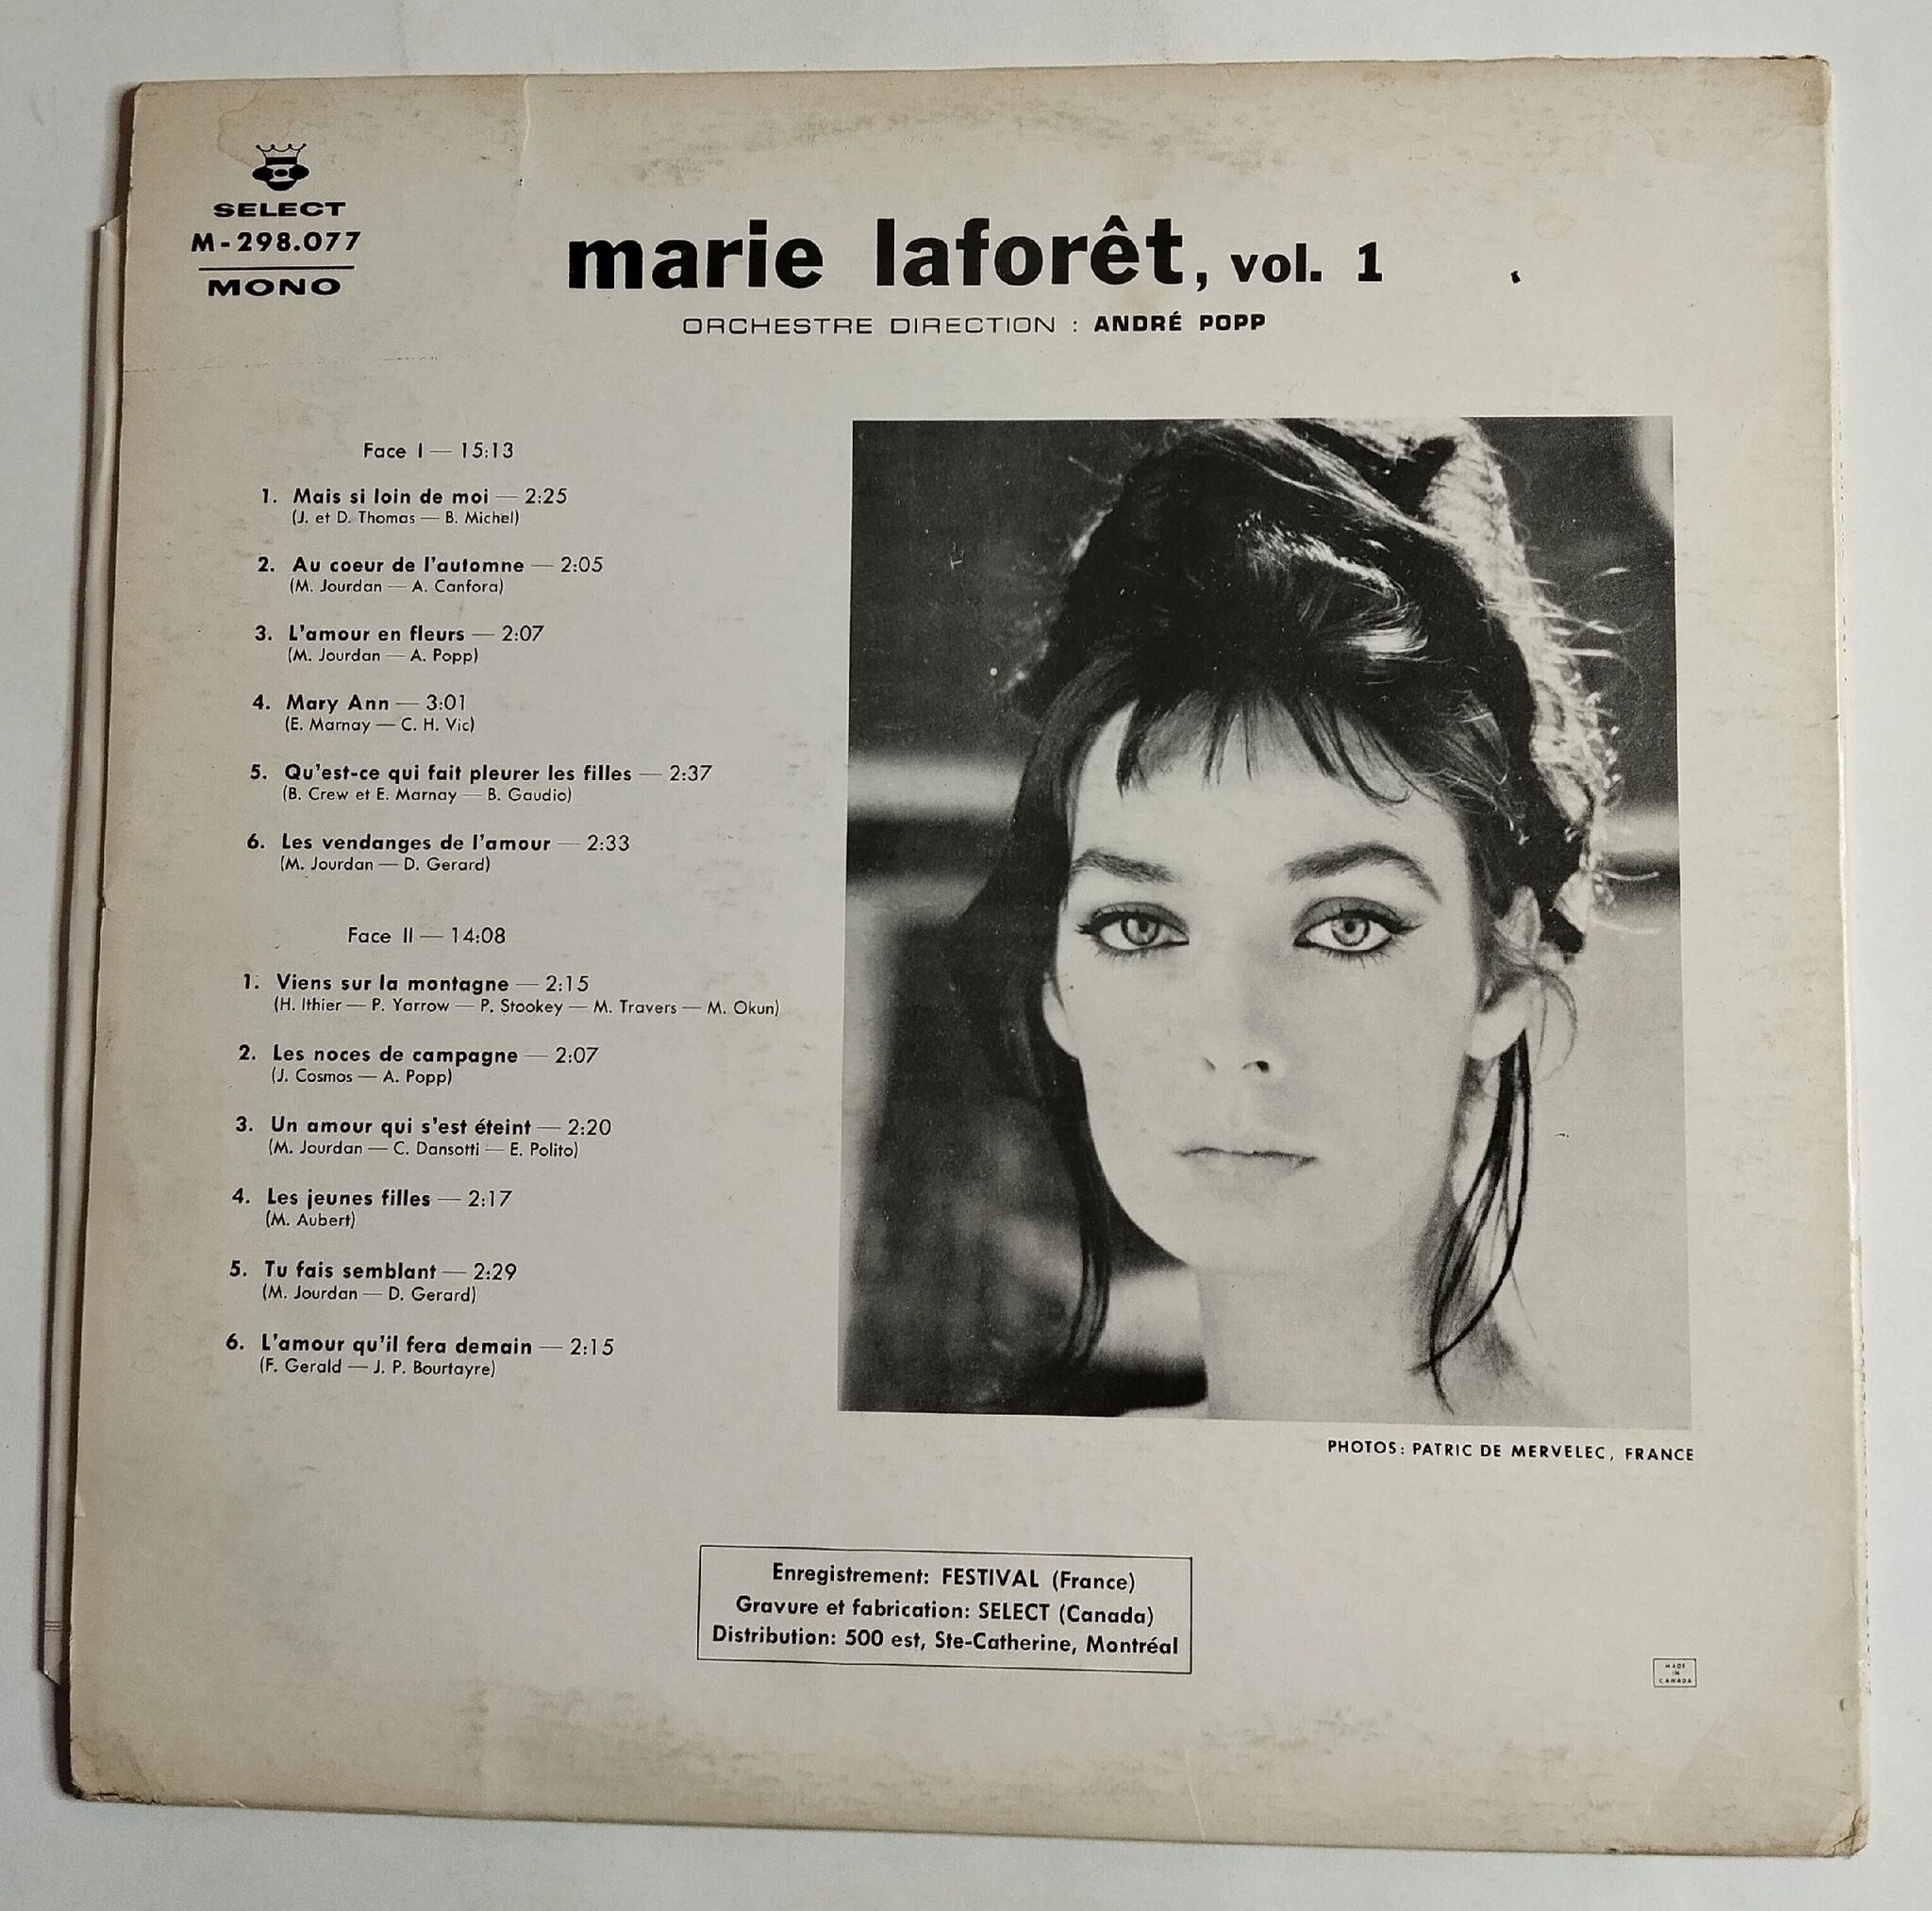 SELECT
M-298.077
MONO
marie laforêt, vol. 1
ORCHESTRE DIRECTION : ANDRÉ POPP
Face I — 15:13
1. Mais si loin de moi — 2:25
(J. et D. Thomas — B. Michel)
2. Au coeur de l'automne — 2:05
(M. Jourdan — A. Canfora)
3. L'amour en fleurs — 2:07
(M. Jourdan — A. Popp)
4. Mary Ann — 3:01
(E. Marnay — C. H. Vic)
5. Qu'est-ce qui fait pleurer les filles — 2:37
(B. Crew et E. Marnay — B. Gaudio)
6. Les vendanges de l'amour — 2:33
(M. Jourdan — D. Gerard)
Face II — 14:08
1. Viens sur la montagne — 2:15
(H. Ithier — P. Yarrow — P. Stookey — M. Travers — M. Okun)
2. Les noces de campagne — 2:07
(J. Cosmos — A. Popp)
3. Un amour qui s'est éteint — 2:20
(M. Jourdan — C. Dansotti — E. Polito)
4. Les jeunes filles — 2:17
(M. Aubert)
5. Tu fais semblant — 2:29
(M. Jourdan — D. Gerard)
6. L'amour qu'il fera demain — 2:15
(F. Gerald — J. P. Bourtayre)
PHOTOS: PATRIC DE MERVELEC, FRANCE
Enregistrement: FESTIVAL (France)
Gravure et fabrication: SELECT (Canada)
Distribution: 500 est, Ste-Catherine, Montréal
MADE
IN
CANADA